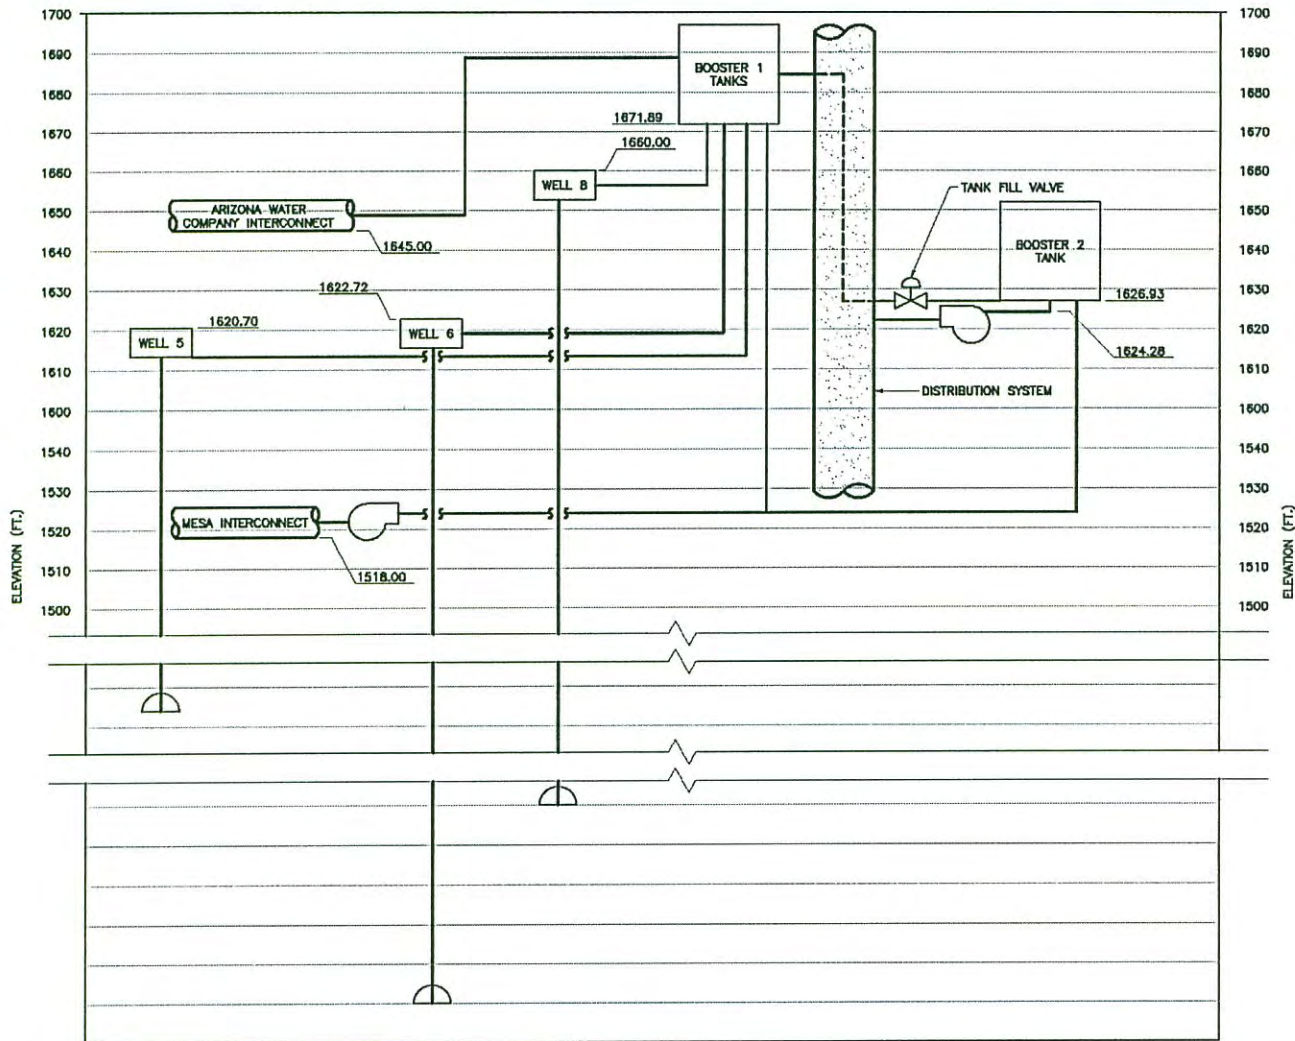 1700
1690
1680
1670
1660
1650
1640
1630
1620
1610
1600
1540
1530
1520
1510
1500
ELEVATION (FT.)
BOOSTER 1
TANKS
1671.89
1660.00
WELL 8
ARIZONA WATER
COMPANY INTERCONNECT
1645.00
1622.72
1620.70
WELL 6
WELL 5
MESA INTERCONNECT
1518.00
TANK FILL VALVE
BOOSTER 2
TANK
1626.93
1624.28
DISTRIBUTION SYSTEM
1700
1690
1680
1670
1660
1650
1640
1630
1620
1610
1600
1540
1530
1520
1510
1500
ELEVATION (FT.)